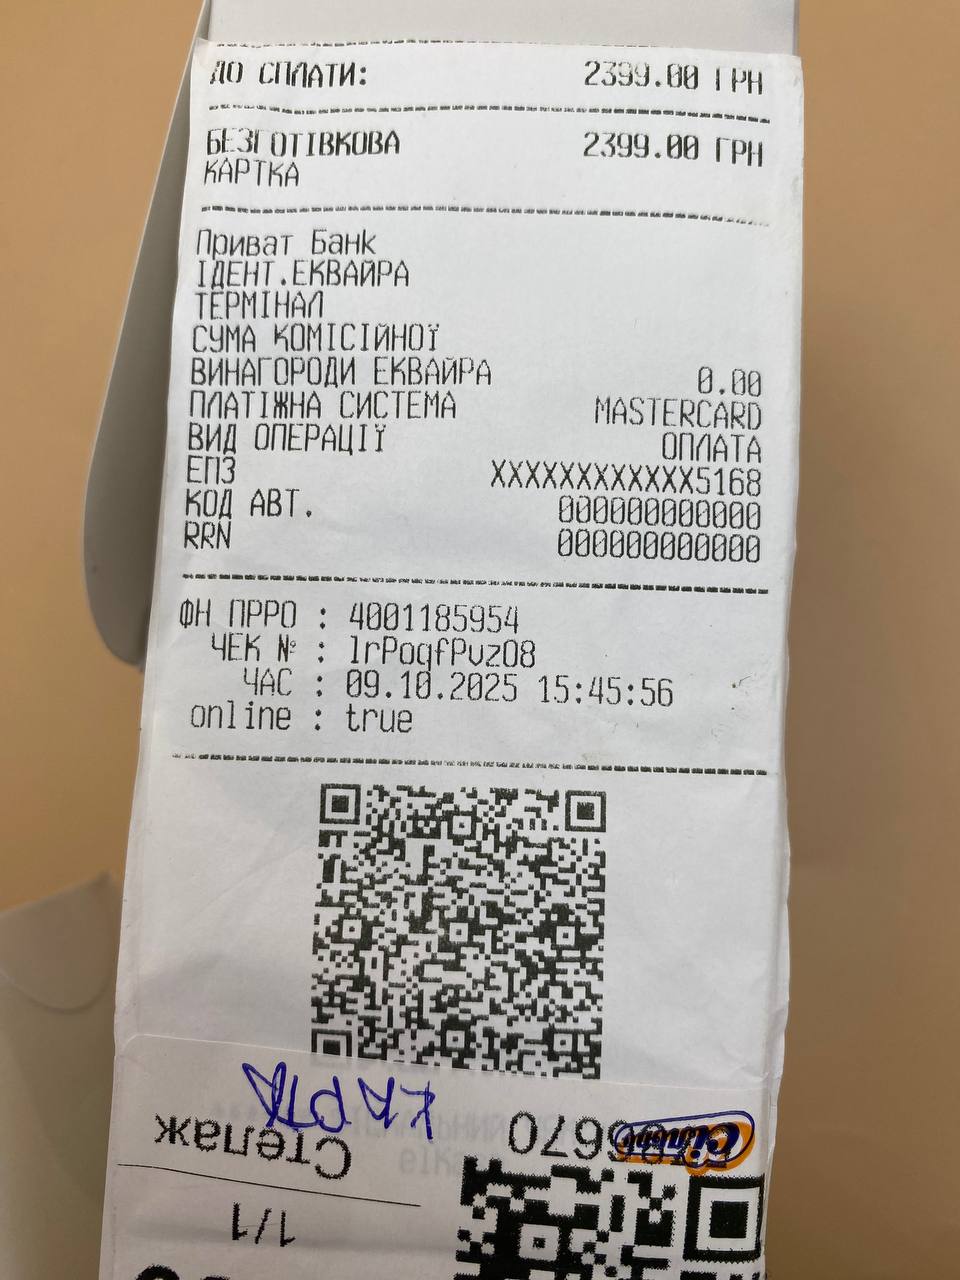 ДО СПЛАТИ: 2399.00 ГРН
БЕЗГОТІВКОВА 2399.00 ГРН
КАРТКА
Приват Банк
ІДЕНТ.ЕКВАЙРА
ТЕРМІНАЛ
СУМА КОМІСІЙНОЇ
ВИНАГОРОДИ ЕКВАЙРА 0.00
ПЛАТІЖНА СИСТЕМА MASTERCARD
ВИД ОПЕРАЦІЇ ОПЛАТА
ЕПЗ XXXXXXXXXXXX5168
КОД АВТ. 000000000000
RRN 000000000000
ФН ПРРО : 4001185954
ЧЕК № : lrPoqfPvzO8
ЧАС : 09.10.2025 15:45:56
online : true
КАРТА
6670
Стелаж
1/1